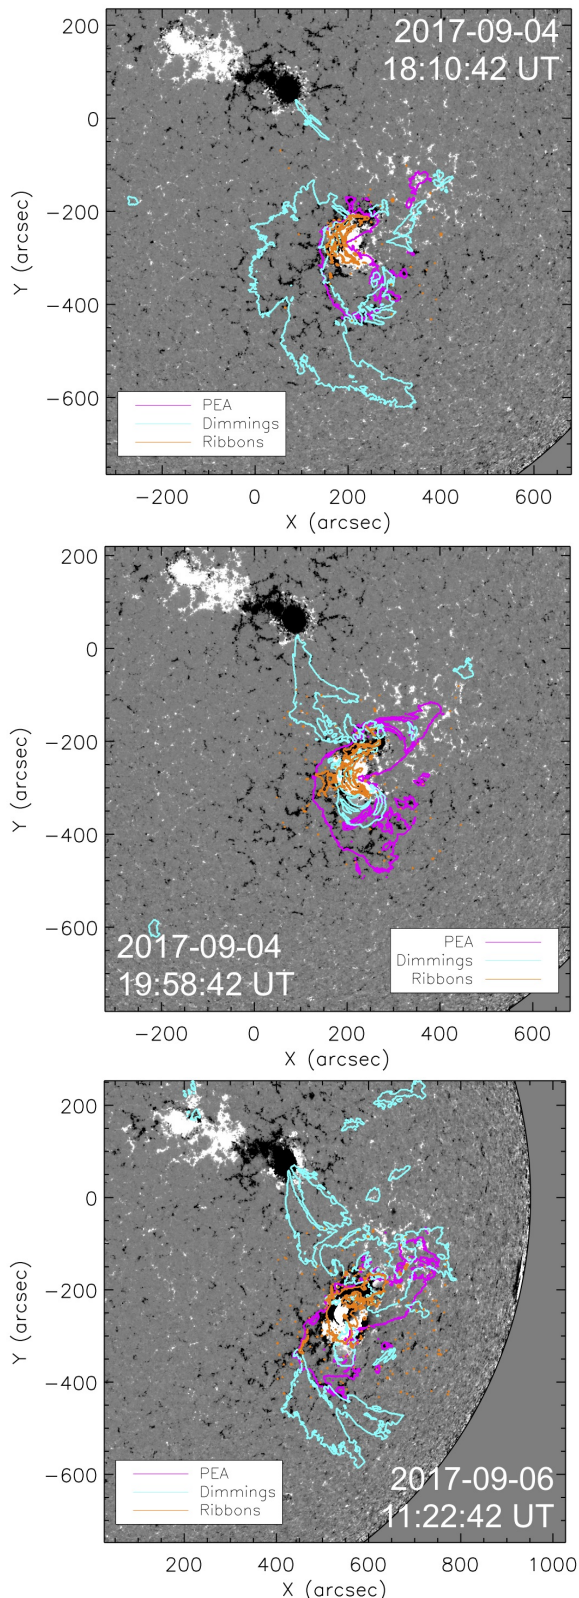 2017-09-04
18:10:42 UT
200
0
−200
−400
−600
Y (arcsec)
PEA
Dimmings
Ribbons
−200 0 200 400 600
X (arcsec)
200
0
−200
−400
−600
Y (arcsec)
2017-09-04
19:58:42 UT
PEA
Dimmings
Ribbons
−200 0 200 400 600
X (arcsec)
200
0
−200
−400
−600
Y (arcsec)
PEA
Dimmings
Ribbons
2017-09-06
11:22:42 UT
200 400 600 800 1000
X (arcsec)